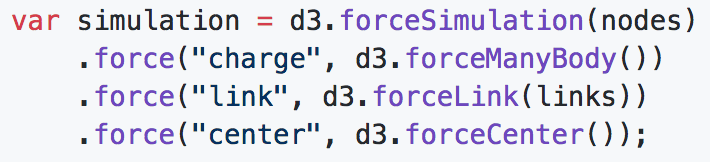 var simulation = d3.forceSimulation(nodes)
    .force("charge", d3.forceManyBody())
    .force("link", d3.forceLink(links))
    .force("center", d3.forceCenter());